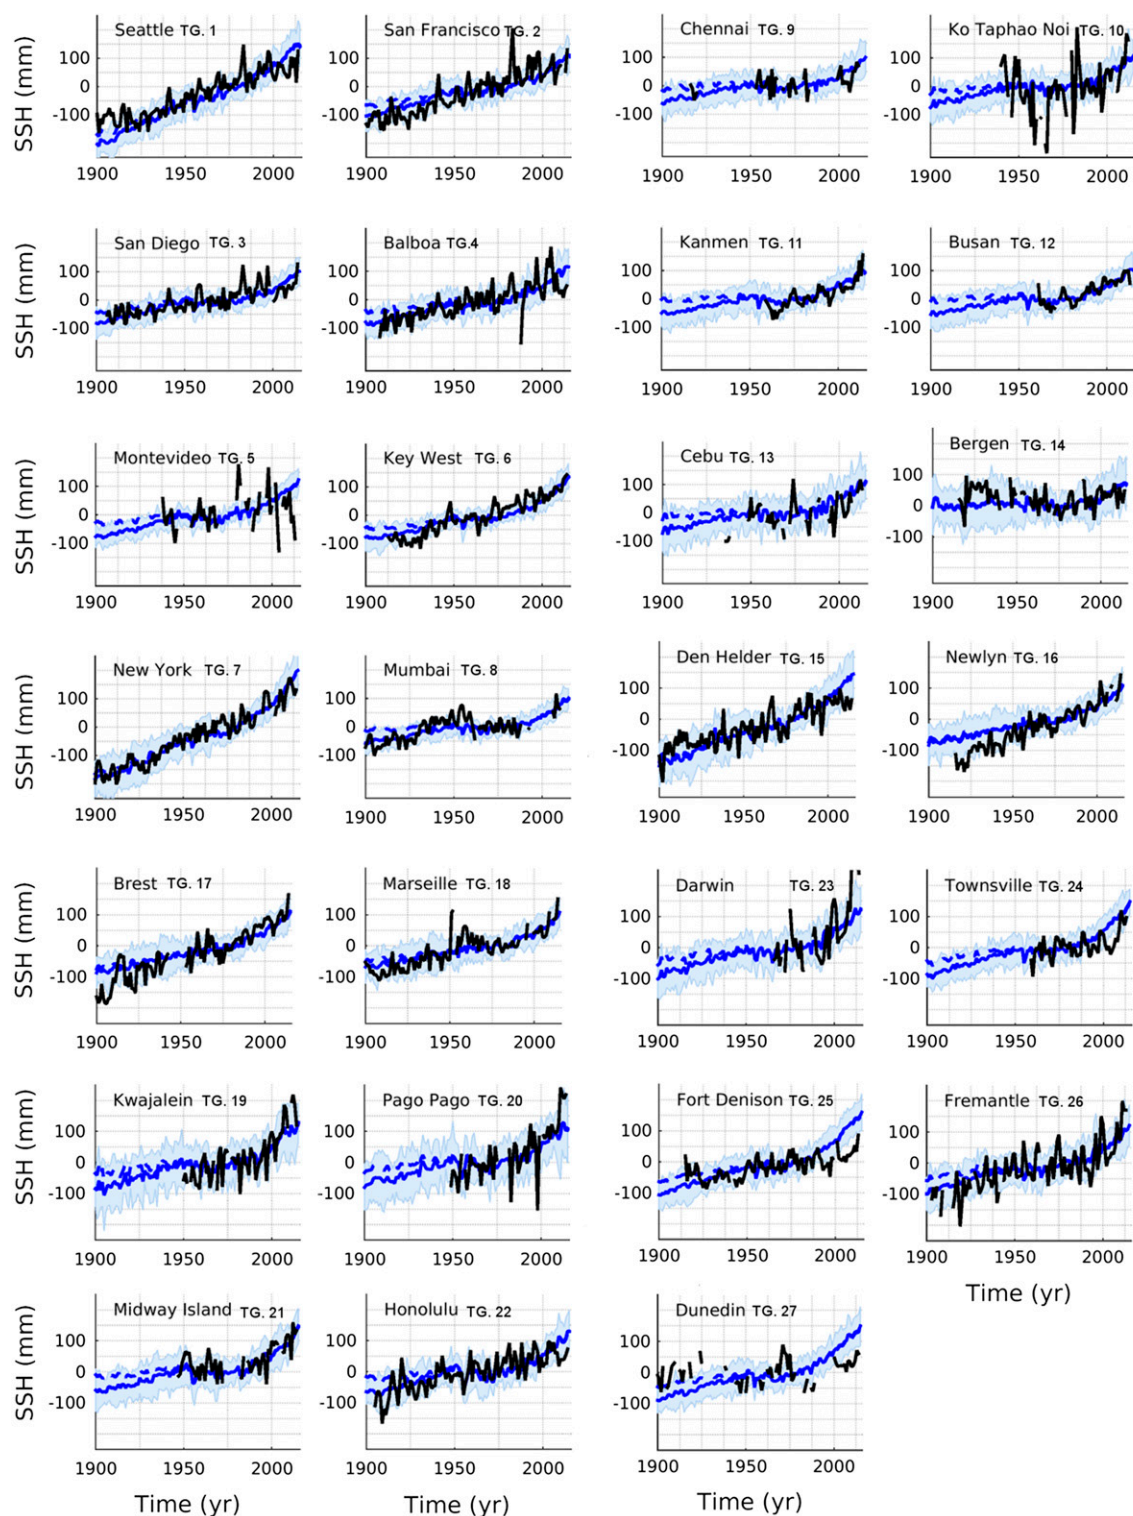 Seattle TG. 1
San Francisco TG. 2
Chennai TG. 9
Ko Taphao Noi TG. 10
SSH (mm)
100
0
-100
100
0
-100
100
0
-100
100
0
-100
1900 1950 2000
1900 1950 2000
1900 1950 2000
1900 1950 2000
San Diego TG. 3
Balboa TG.4
Kanmen TG. 11
Busan TG. 12
SSH (mm)
100
0
-100
100
0
-100
100
0
-100
100
0
-100
1900 1950 2000
1900 1950 2000
1900 1950 2000
1900 1950 2000
Montevideo TG. 5
Key West TG. 6
Cebu TG. 13
Bergen TG. 14
SSH (mm)
100
0
-100
100
0
-100
100
0
-100
100
0
-100
1900 1950 2000
1900 1950 2000
1900 1950 2000
1900 1950 2000
New York TG. 7
Mumbai TG. 8
Den Helder TG. 15
Newlyn TG. 16
SSH (mm)
100
0
-100
100
0
-100
100
0
-100
100
0
-100
1900 1950 2000
1900 1950 2000
1900 1950 2000
1900 1950 2000
Brest TG. 17
Marseille TG. 18
Darwin TG. 23
Townsville TG. 24
SSH (mm)
100
0
-100
100
0
-100
100
0
-100
100
0
-100
1900 1950 2000
1900 1950 2000
1900 1950 2000
1900 1950 2000
Kwajalein TG. 19
Pago Pago TG. 20
Fort Denison TG. 25
Fremantle TG. 26
SSH (mm)
100
0
-100
100
0
-100
100
0
-100
100
0
-100
1900 1950 2000
1900 1950 2000
1900 1950 2000
1900 1950 2000
Time (yr)
Midway Island TG. 21
Honolulu TG. 22
Dunedin TG. 27
SSH (mm)
100
0
-100
100
0
-100
100
0
-100
1900 1950 2000
1900 1950 2000
1900 1950 2000
Time (yr)
Time (yr)
Time (yr)